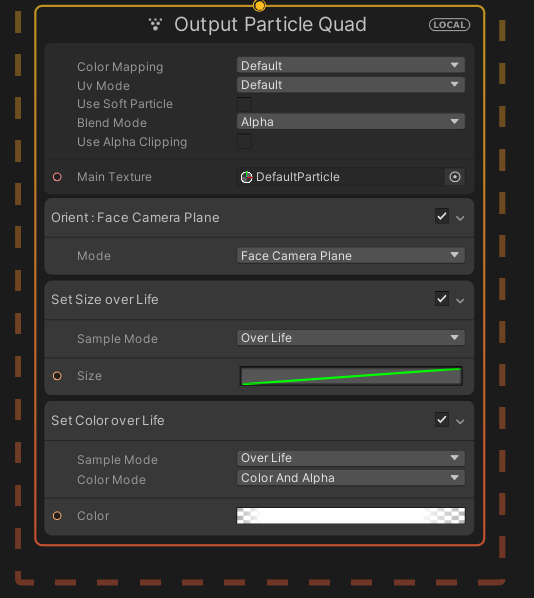 Output Particle Quad LOCAL
Color Mapping Default
Uv Mode Default
Use Soft Particle
Blend Mode Alpha
Use Alpha Clipping
Main Texture DefaultParticle
Orient : Face Camera Plane
Mode Face Camera Plane
Set Size over Life
Sample Mode Over Life
Size
Set Color over Life
Sample Mode Over Life
Color Mode Color And Alpha
Color